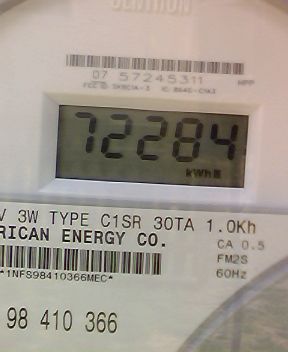 CENTRON
07 57245311
72284
kWh
V 3W TYPE C1SR 30TA 1.0Kh
RICAN ENERGY CO.
CA 0.5
FM2S
60Hz
*1NFS98410366MEC*
98 410 366